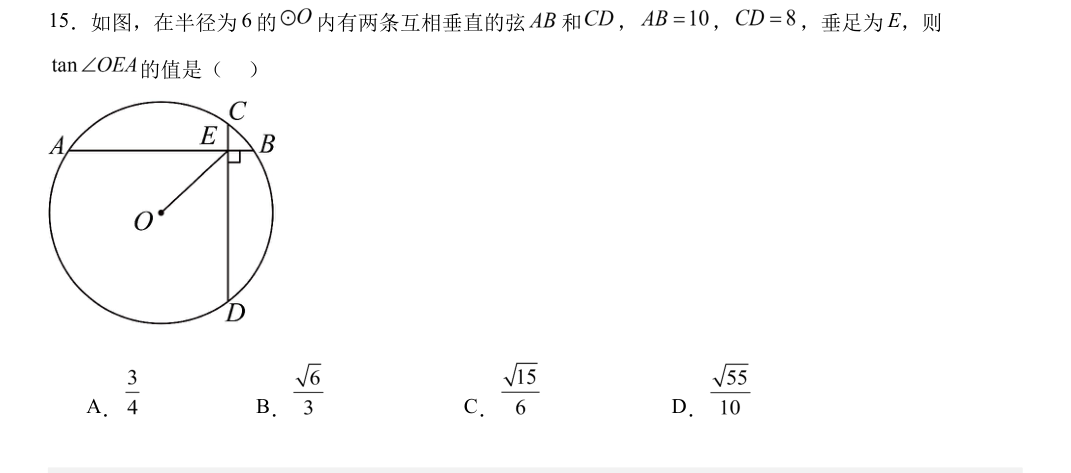 15．如图，在半径为6的⊙O内有两条互相垂直的弦AB和CD，AB=10，CD=8，垂足为E，则
tan∠OEA的值是（ ）
C
E
A
B
O
D
A．3/4 B．√6/3 C．√15/6 D．√55/10